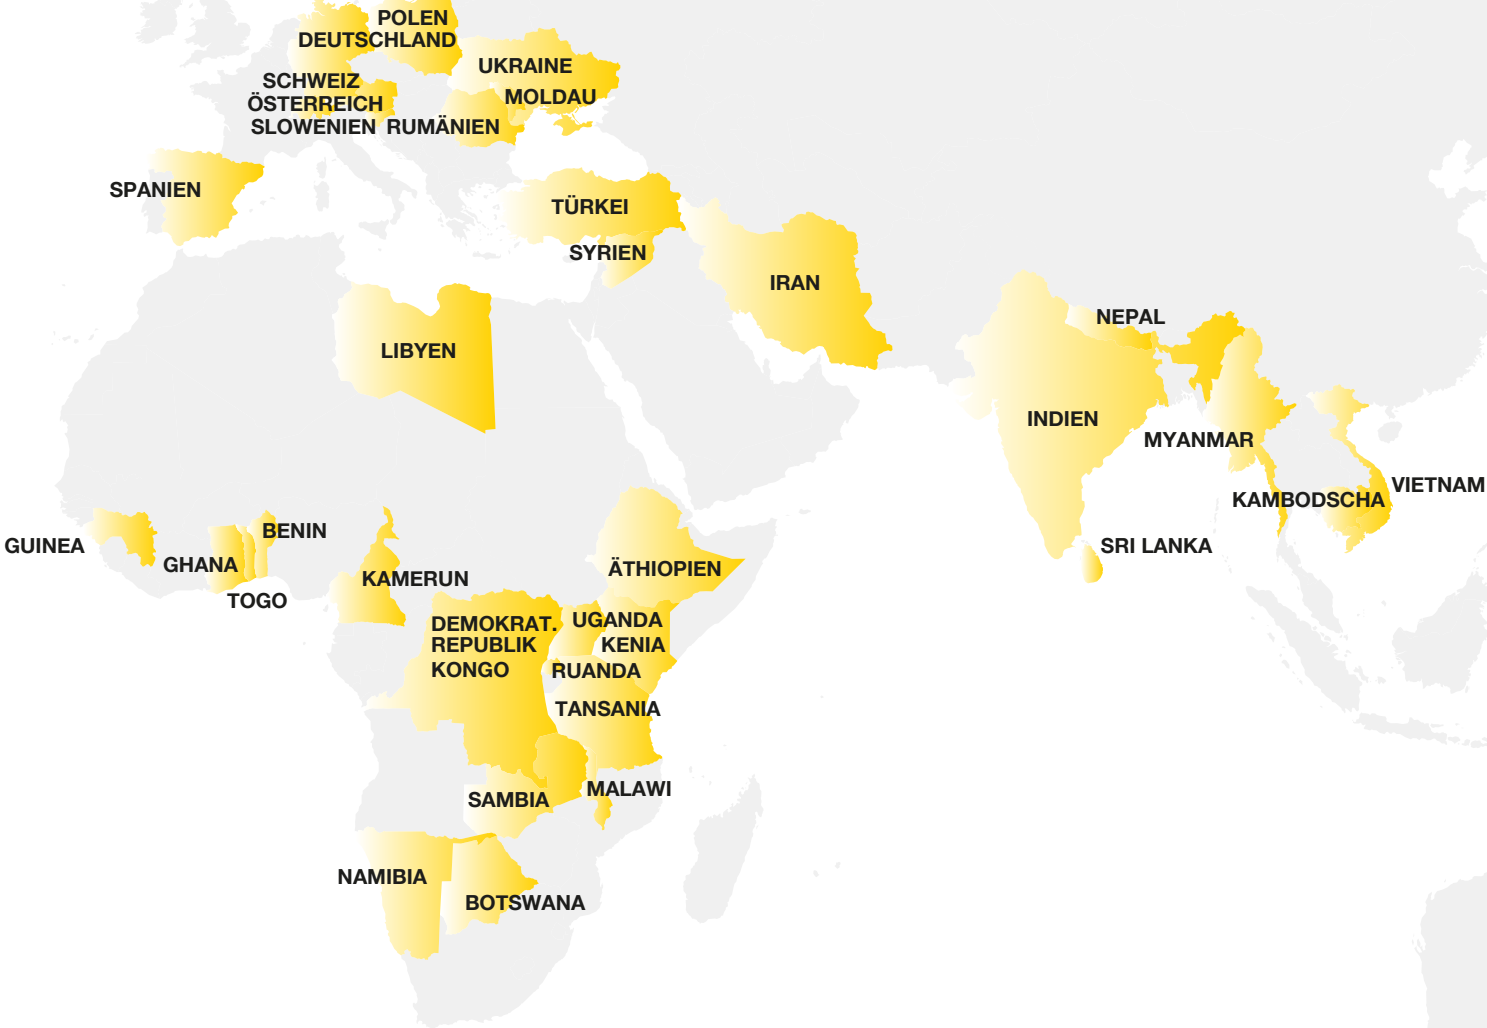 POLEN
DEUTSCHLAND
UKRAINE
SCHWEIZ
MOLDAU
ÖSTERREICH
SLOWENIEN
RUMÄNIEN
SPANIEN
TÜRKEI
SYRIEN
IRAN
NEPAL
LIBYEN
INDIEN
MYANMAR
VIETNAM
KAMBODSCHA
BENIN
GUINEA
SRI LANKA
GHANA
ÄTHIOPIEN
KAMERUN
TOGO
DEMOKRAT.
REPUBLIK
KONGO
UGANDA
KENIA
RUANDA
TANSANIA
MALAWI
SAMBIA
NAMIBIA
BOTSWANA